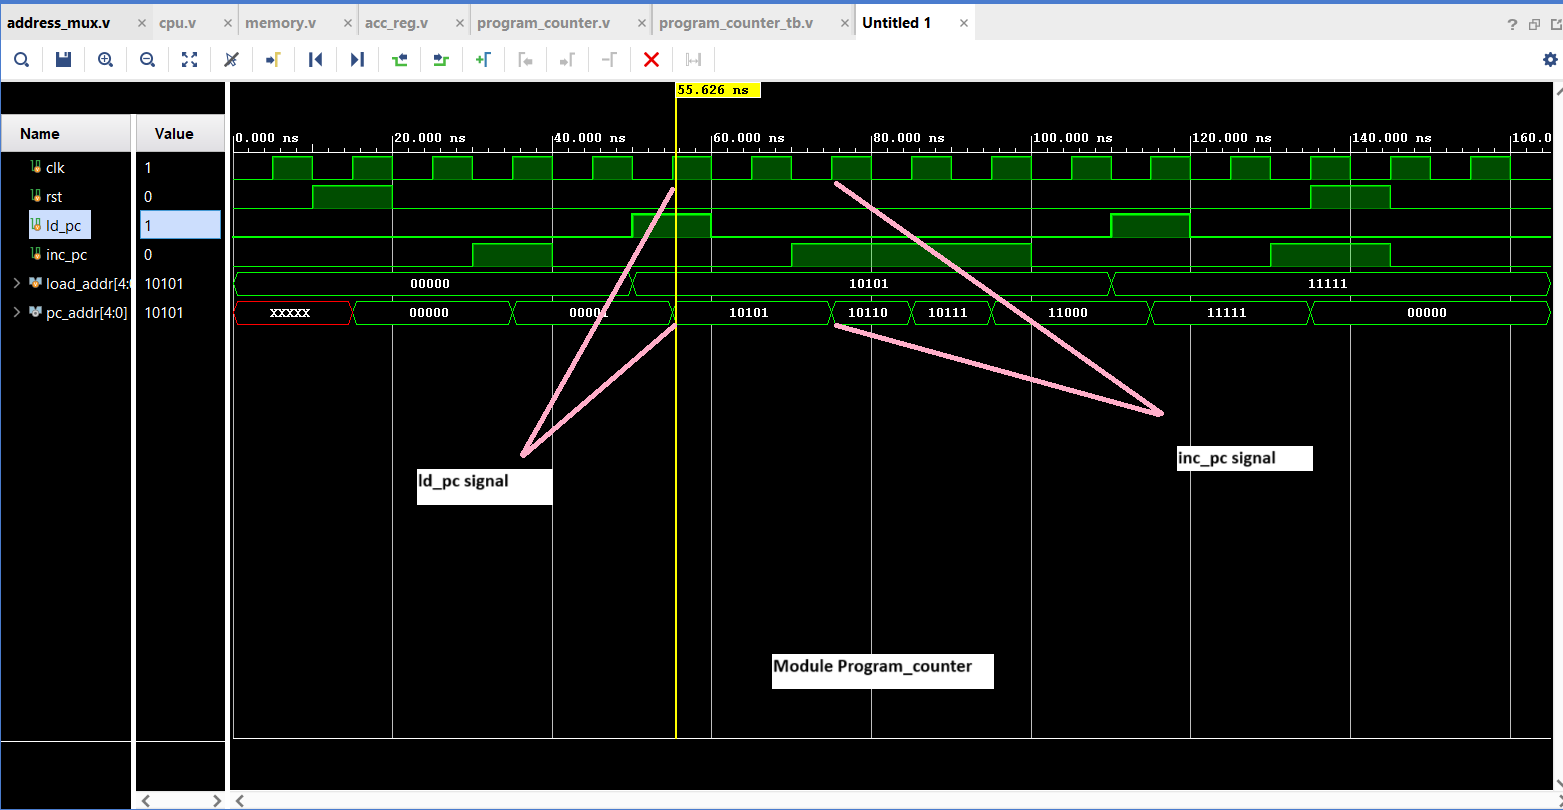 address_mux.v × cpu.v × memory.v × acc_reg.v × program_counter.v × program_counter_tb.v × Untitled 1 ×
55.626 ns
Name Value
0.000 ns 20.000 ns 40.000 ns 60.000 ns 80.000 ns 100.000 ns 120.000 ns 140.000 ns 160.0
clk 1
rst 0
ld_pc 1
inc_pc 0
load_addr[4: 10101 00000 10101 11111
pc_addr[4:0] 10101 XXXXX 00000 00001 10101 10110 10111 11000 11111 00000
inc_pc signal
ld_pc signal
Module Program_counter